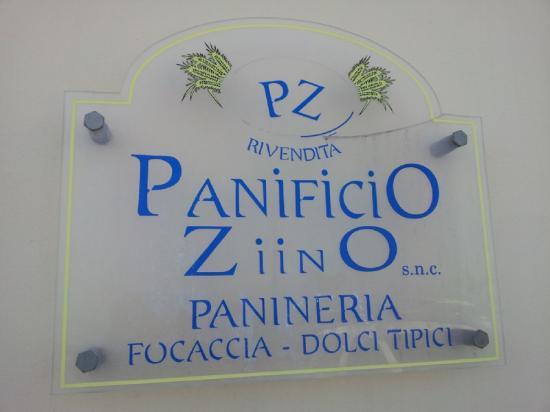 PZ
RIVENDITA
PANiFiCiO
ZiiNO s.n.c.
PANINERIA
FOCACCIA - DOLCI TIPICI